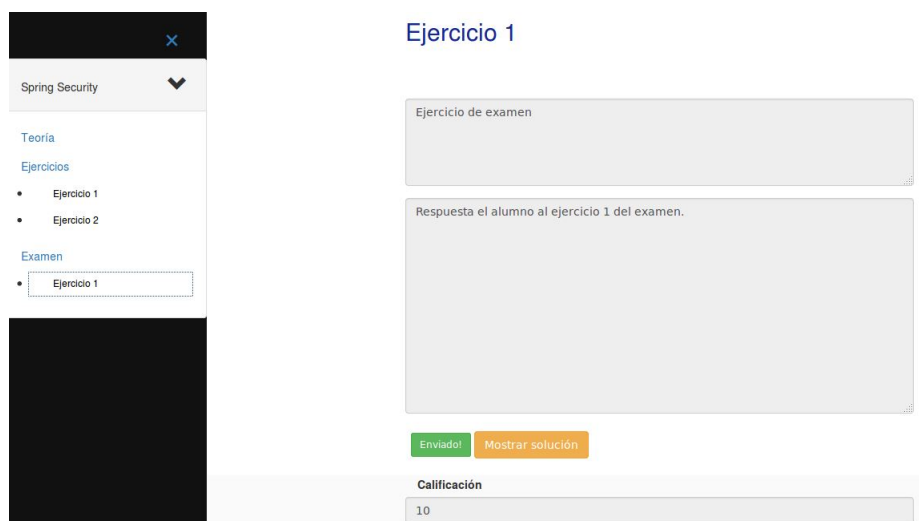 ×
Spring Security
Teoría
Ejercicios
Ejercicio 1
Ejercicio 2
Examen
Ejercicio 1
Ejercicio 1
Ejercicio de examen
Respuesta el alumno al ejercicio 1 del examen.
Enviado! Mostrar solución
Calificación
10